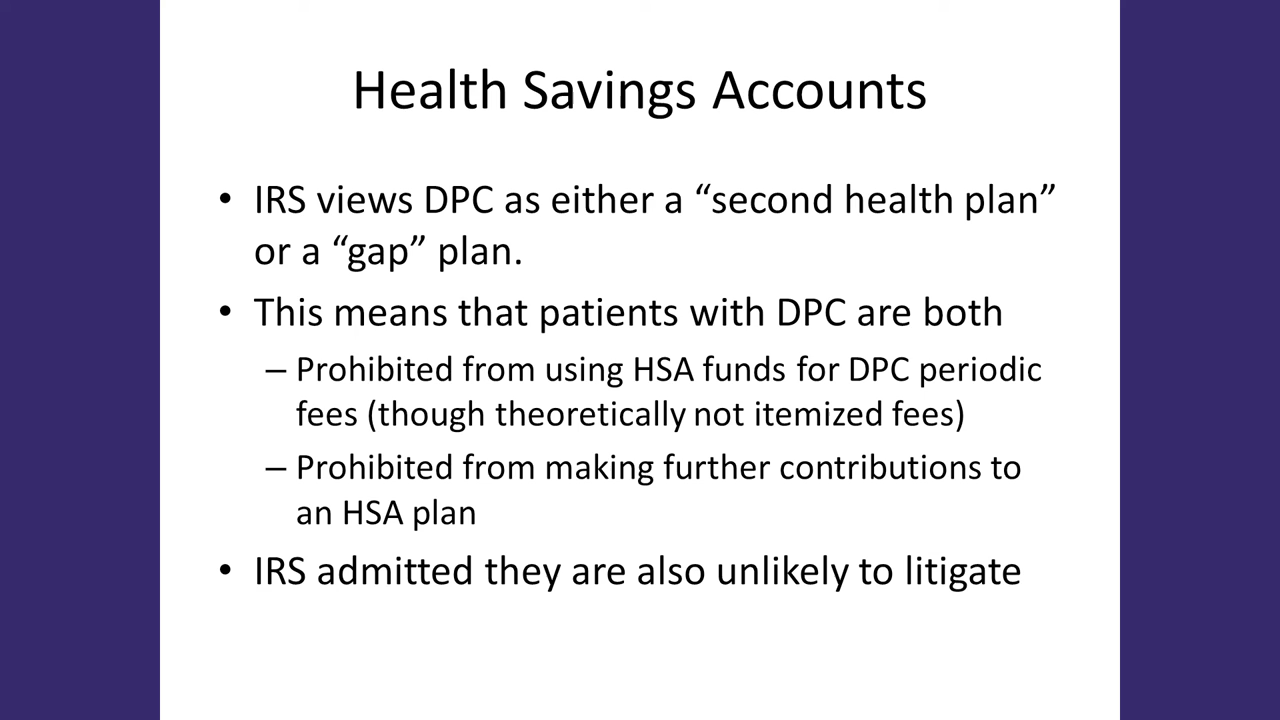 Health Savings Accounts
• IRS views DPC as either a “second health plan”
or a “gap” plan.
• This means that patients with DPC are both
– Prohibited from using HSA funds for DPC periodic
fees (though theoretically not itemized fees)
– Prohibited from making further contributions to
an HSA plan
• IRS admitted they are also unlikely to litigate